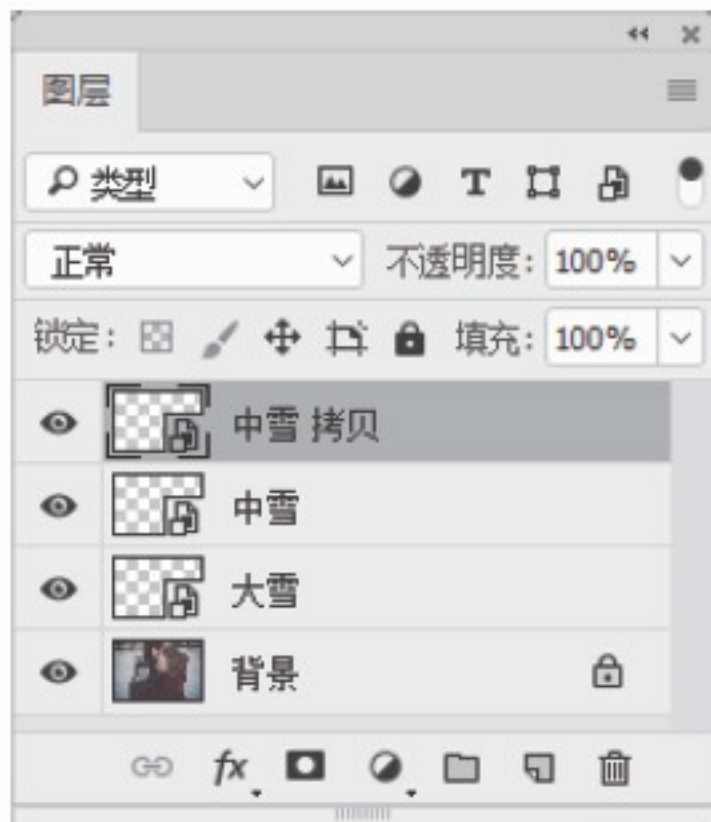 图层
类型
正常 不透明度: 100%
锁定: 填充: 100%
中雪 拷贝
中雪
大雪
背景
fx